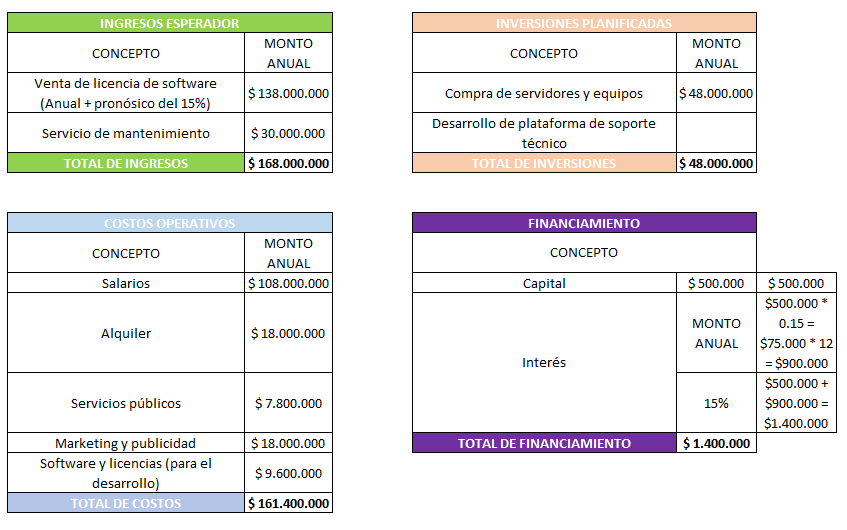 INGRESOS ESPERADOR
CONCEPTO
MONTO
ANUAL
Venta de licencia de software
(Anual + pronósico del 15%)
$ 138.000.000
Servicio de mantenimiento
$ 30.000.000
TOTAL DE INGRESOS
$ 168.000.000
INVERSIONES PLANIFICADAS
CONCEPTO
MONTO
ANUAL
Compra de servidores y equipos
$ 48.000.000
Desarrollo de plataforma de soporte
técnico
TOTAL DE INVERSIONES
$ 48.000.000
COSTOS OPERATIVOS
CONCEPTO
MONTO
ANUAL
Salarios
$ 108.000.000
Alquiler
$ 18.000.000
Servicios públicos
$ 7.800.000
Marketing y publicidad
$ 18.000.000
Software y licencias (para el
desarrollo)
$ 9.600.000
TOTAL DE COSTOS
$ 161.400.000
FINANCIAMIENTO
CONCEPTO
Capital
$ 500.000
$ 500.000
Interés
MONTO
ANUAL
$500.000 *
0.15 =
$75.000 * 12
= $900.000
15%
$500.000 +
$900.000 =
$1.400.000
TOTAL DE FINANCIAMIENTO
$ 1.400.000